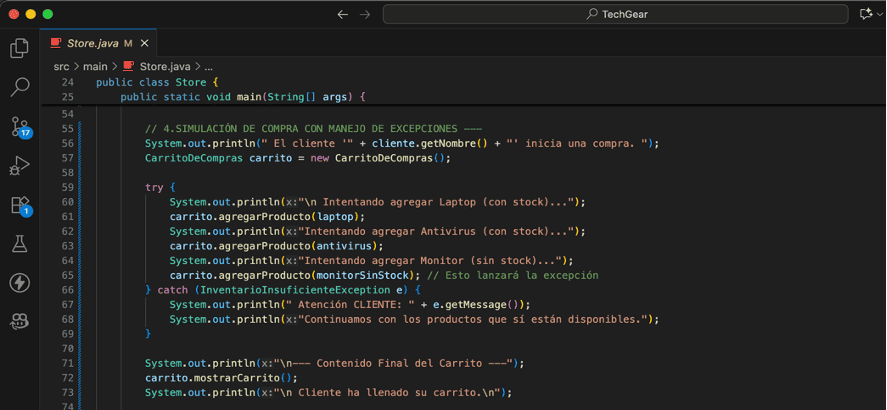 TechGear
Store.java M
src > main > Store.java > ...
24 public class Store {
25 public static void main(String[] args) {
54
55 // 4.SIMULACIÓN DE COMPRA CON MANEJO DE EXCEPCIONES ---
56 System.out.println(" El cliente '" + cliente.getNombre() + "' inicia una compra. ");
57 CarritoDeCompras carrito = new CarritoDeCompras();
58
59 try {
60 System.out.println(x:"\n Intentando agregar Laptop (con stock)...");
61 carrito.agregarProducto(laptop);
62 System.out.println(x:"Intentando agregar Antivirus (con stock)...");
63 carrito.agregarProducto(antivirus);
64 System.out.println(x:"Intentando agregar Monitor (sin stock)...");
65 carrito.agregarProducto(monitorSinStock); // Esto lanzará la excepción
66 } catch (InventarioInsuficienteException e) {
67 System.out.println(" Atención CLIENTE: " + e.getMessage());
68 System.out.println(x:"Continuamos con los productos que sí están disponibles.");
69 }
70
71 System.out.println(x:"\n--- Contenido Final del Carrito ---");
72 carrito.mostrarCarrito();
73 System.out.println(x:"\n Cliente ha llenado su carrito.\n");
74
17
1